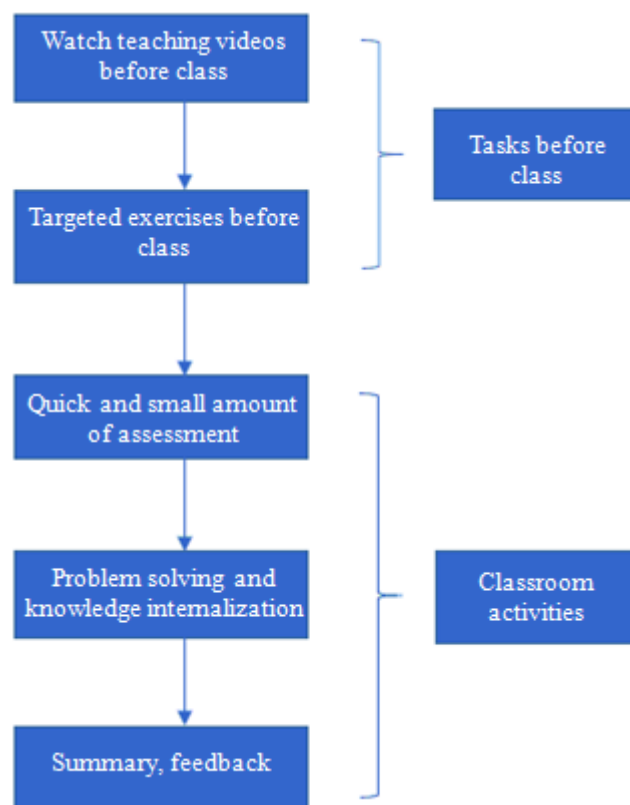 Watch teaching videos
before class
Tasks before
class
Targeted exercises before
class
Quick and small amount
of assessment
Problem solving and
knowledge internalization
Classroom
activities
Summary, feedback